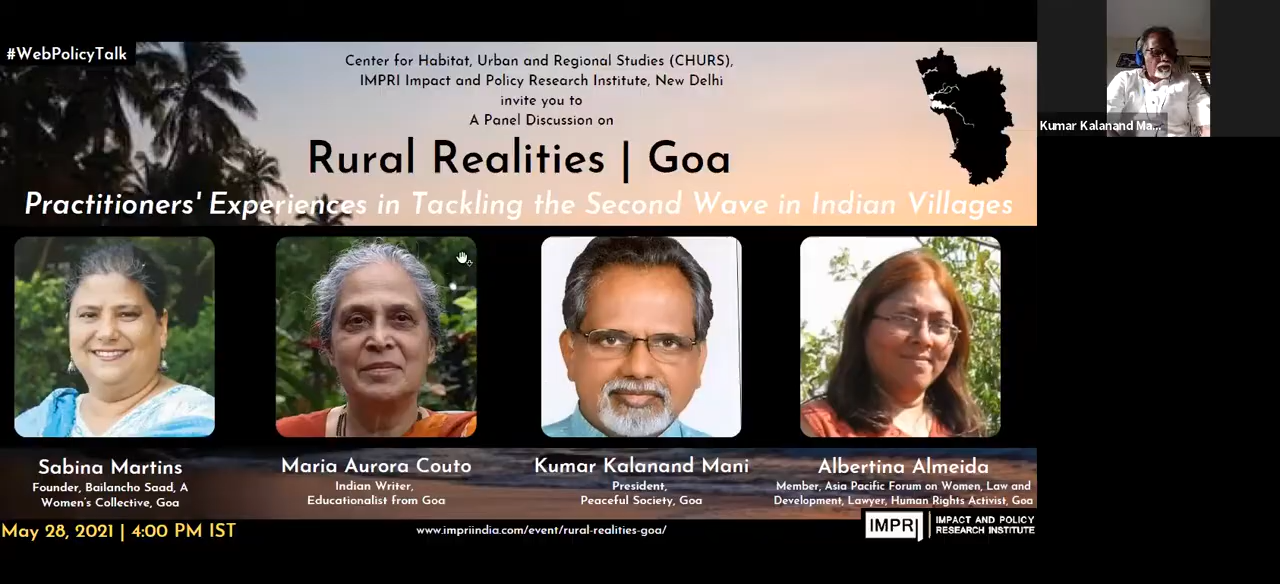 #WebPolicyTalk
Center for Habitat, Urban and Regional Studies (CHURS),
IMPRI Impact and Policy Research Institute, New Delhi
invite you to
A Panel Discussion on
Rural Realities | Goa
Practitioners' Experiences in Tackling the Second Wave in Indian Villages
Kumar Kalanand Ma...
Sabina Martins
Founder, Bailancho Saad, A
Women's Collective, Goa
Maria Aurora Couto
Indian Writer,
Educationalist from Goa
Kumar Kalanand Mani
President,
Peaceful Society, Goa
Albertina Almeida
Member, Asia Pacific Forum on Women, Law and
Development, Lawyer, Human Rights Activist, Goa
May 28, 2021 | 4:00 PM IST
www.impriindia.com/event/rural-realities-goa/
IMPRI
IMPACT AND POLICY
RESEARCH INSTITUTE